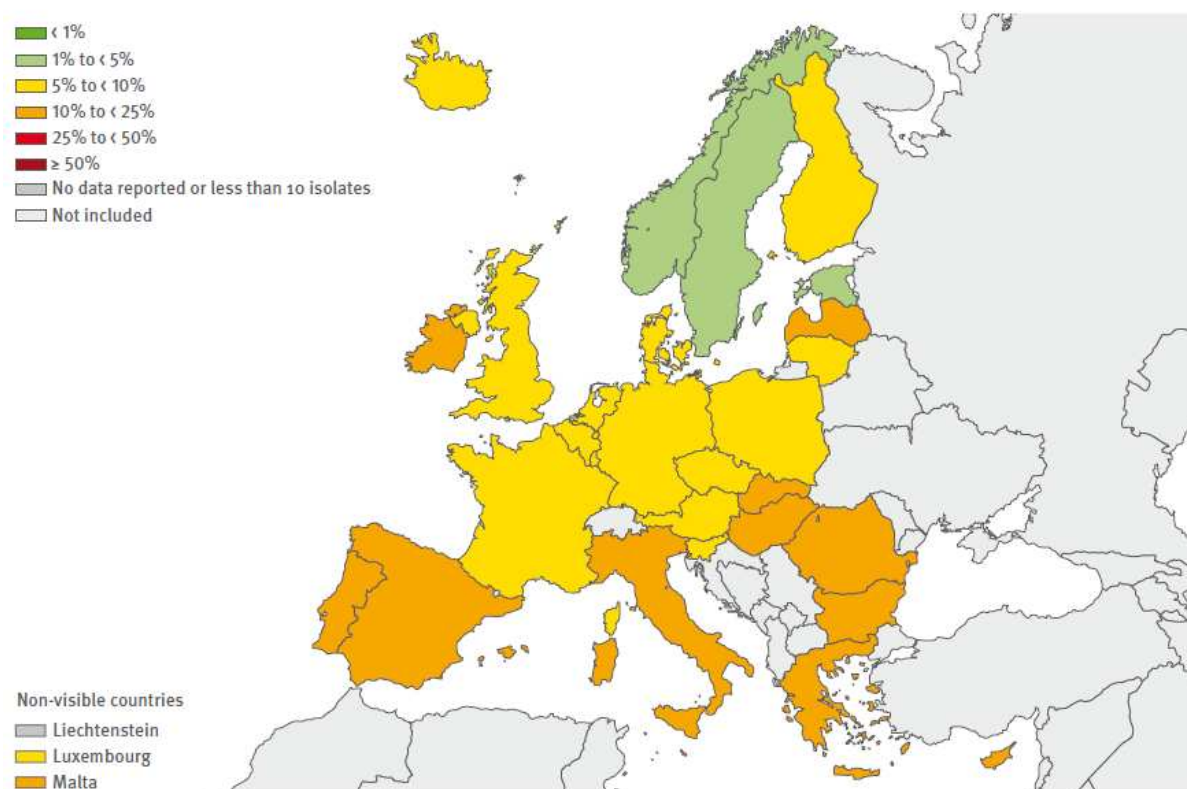 < 1%
1% to < 5%
5% to < 10%
10% to < 25%
25% to < 50%
≥ 50%
No data reported or less than 10 isolates
Not included
Non-visible countries
Liechtenstein
Luxembourg
Malta